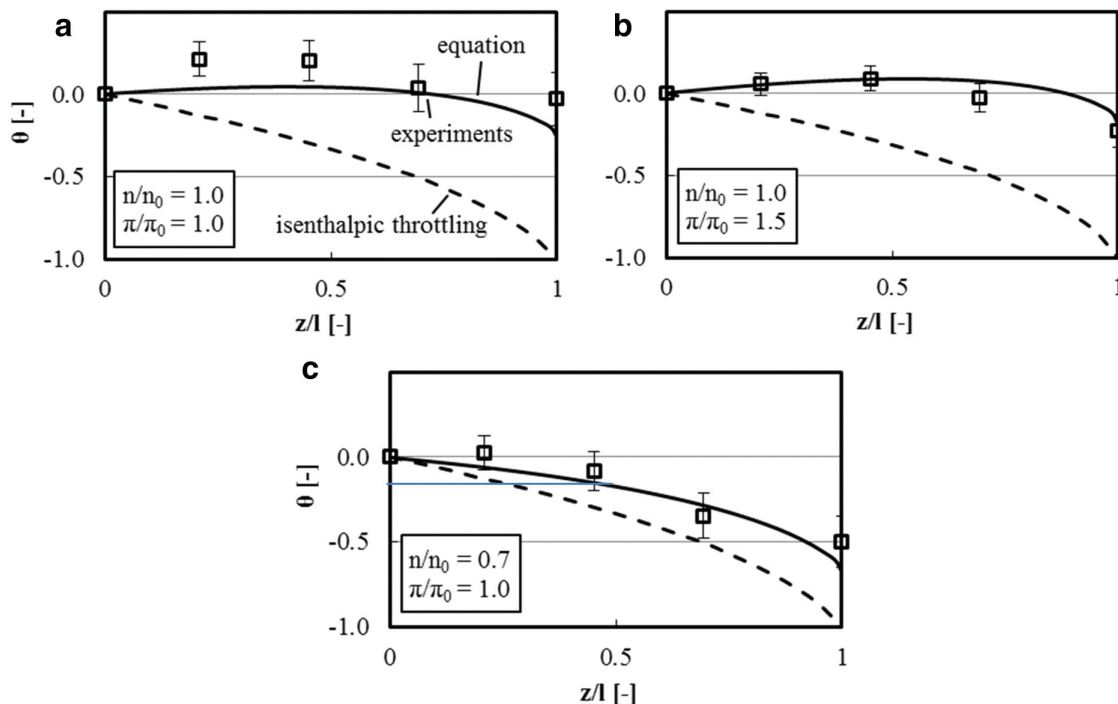 a
equation
0.0
experiments
θ [-]
-0.5
n/n₀ = 1.0
π/π₀ = 1.0
isenthalpic throttling
-1.0
0
0.5
1
z/l [-]
b
0.0
θ [-]
-0.5
n/n₀ = 1.0
π/π₀ = 1.5
-1.0
0
0.5
1
z/l [-]
c
0.0
θ [-]
-0.5
n/n₀ = 0.7
π/π₀ = 1.0
-1.0
0
0.5
1
z/l [-]